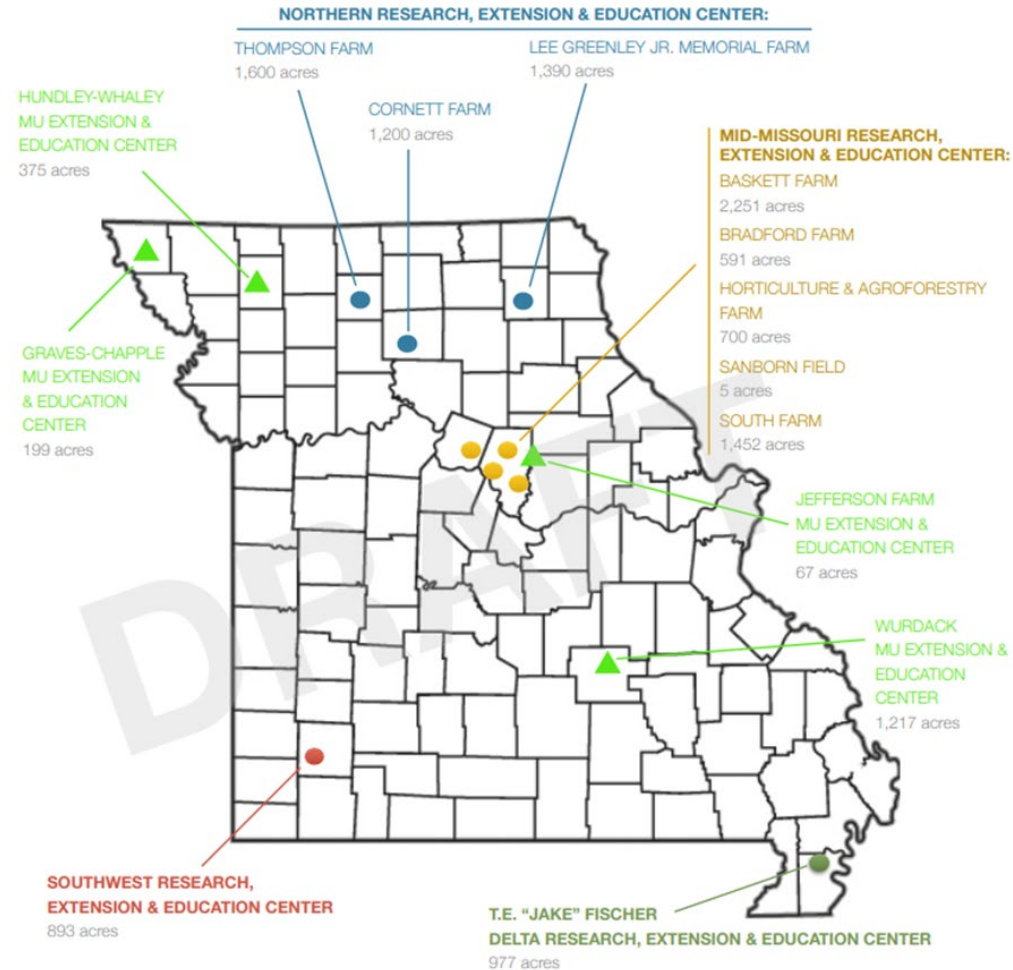 NORTHERN RESEARCH, EXTENSION & EDUCATION CENTER:
THOMPSON FARM
1,600 acres
LEE GREENLEY JR. MEMORIAL FARM
1,390 acres
CORNETT FARM
1,200 acres
HUNDLEY-WHALEY
MU EXTENSION &
EDUCATION CENTER
375 acres
MID-MISSOURI RESEARCH,
EXTENSION & EDUCATION CENTER:
BASKETT FARM
2,251 acres
BRADFORD FARM
591 acres
HORTICULTURE & AGROFORESTRY
FARM
700 acres
SANBORN FIELD
5 acres
SOUTH FARM
1,452 acres
GRAVES-CHAPPLE
MU EXTENSION
& EDUCATION
CENTER
199 acres
DRAFT
JEFFERSON FARM
MU EXTENSION &
EDUCATION CENTER
67 acres
WURDACK
MU EXTENSION &
EDUCATION
CENTER
1,217 acres
SOUTHWEST RESEARCH,
EXTENSION & EDUCATION CENTER
893 acres
T.E. “JAKE” FISCHER
DELTA RESEARCH, EXTENSION & EDUCATION CENTER
977 acres